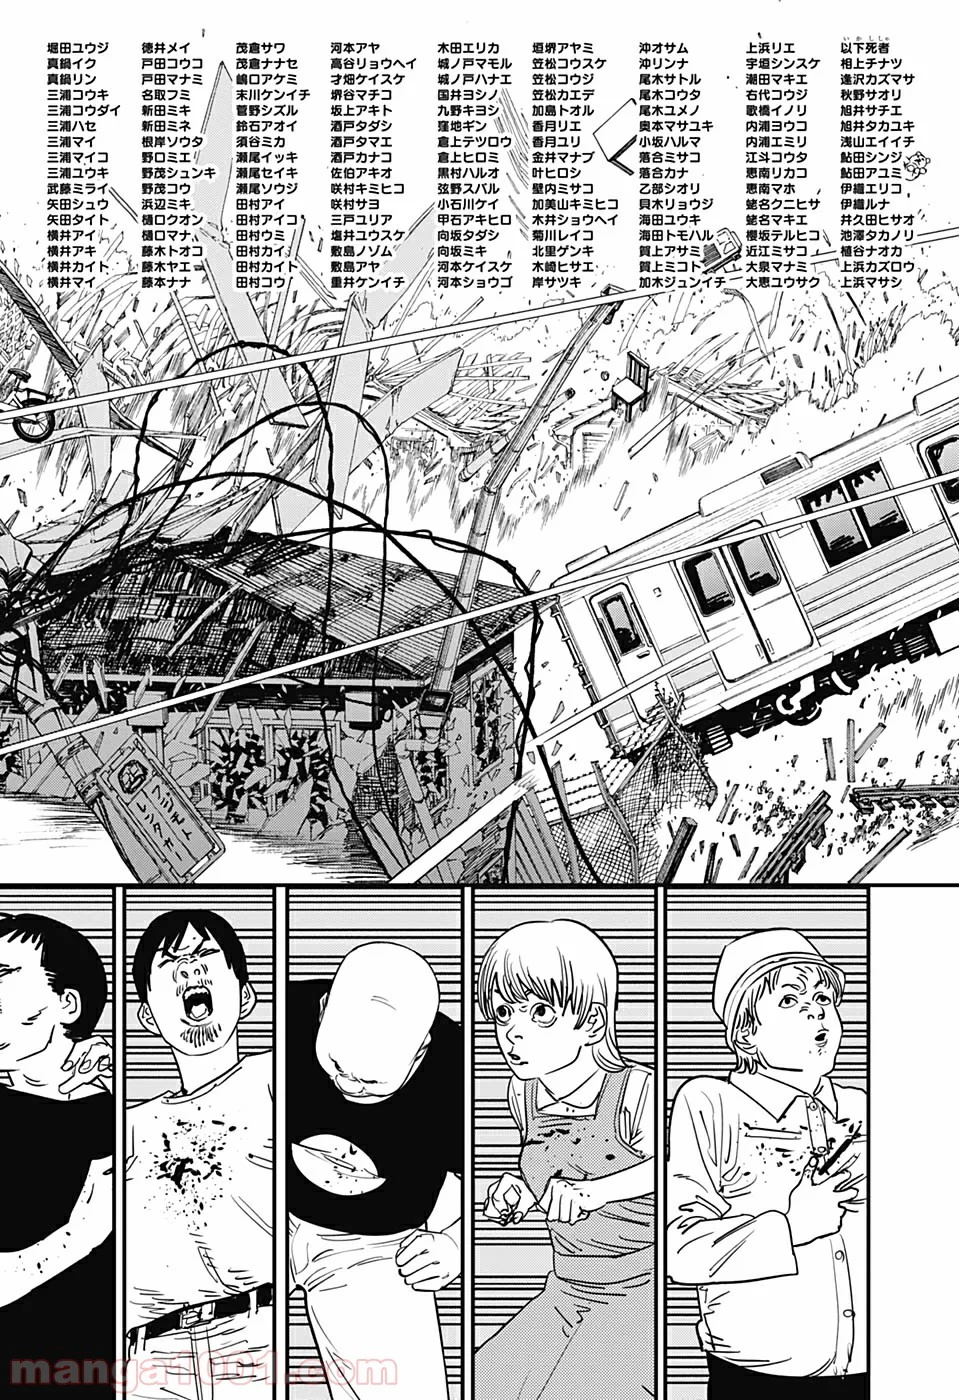 いかししゃ
以下死者
相上チナツ
逢沢カズマサ
秋野サオリ
旭井サチエ
旭井タカユキ
浅山エイイチ
鮎田シンジ
鮎田アユミ
伊織エリコ
伊織ルナ
井久田ヒサオ
池澤タカノリ
植谷ナオカ
上浜カズロウ
上浜マサシ
上浜リエ
宇垣シンスケ
潮田マキエ
右代コウジ
歌橋イノリ
内浦ヨウコ
内浦エミリ
江斗コウタ
恵南リカコ
恵南マホ
蛯名クニヒサ
蛯名マキエ
櫻坂テルヒコ
近江ミサコ
大泉マナミ
大恵ユウサク
沖オサム
沖リンナ
尾木サトル
尾木コウタ
尾木ユメノ
奥本マサユキ
小坂ハルマ
落合ミサコ
落合カナ
乙部シオリ
貝木リョウジ
海田ユウキ
海田トモハル
賀上アサミ
賀上ミコト
加木ジュンイチ
垣堺アヤミ
笠松コウスケ
笠松コウジ
笠松カエデ
加島トオル
香月リエ
香月ユリ
金井マナブ
叶ヒロシ
壁内ミサコ
加美山キミヒコ
木井ショウヘイ
菊川レイコ
北里ゲンキ
木崎ヒサエ
岸サツキ
木田エリカ
城ノ戸マモル
城ノ戸ハナエ
国井ヨシノ
九野キヨシ
窪地ギン
倉上テツロウ
倉上ヒロミ
黒村ハルオ
弦野スバル
小石川ケイ
甲石アキヒロ
向坂タダシ
向坂ミキ
河本ケイスケ
河本ショウゴ
河本アヤ
高谷リョウヘイ
才畑ケイスケ
堺谷マチコ
坂上アキト
酒戸タダシ
酒戸タマエ
酒戸カナコ
佐伯アキオ
咲村キミヒコ
咲村サヨ
三戸ユリア
塩井ユウスケ
敷島ノゾム
敷島アヤ
重井ケンイチ
茂倉サワ
茂倉ナナセ
嶋口アケミ
末川ケンイチ
菅野シズル
鈴石アオイ
須谷ミカ
瀬尾イッキ
瀬尾セイキ
瀬尾ソウジ
田村アイ
田村アイコ
田村ウミ
田村カイ
田村カイト
田村コウ
徳井メイ
戸田コウコ
戸田マナミ
名取フミ
新田ミキ
新田ミネ
根岸ソウタ
野口ミエ
野茂シュンキ
野茂コウ
浜辺ミキ
樋口クオン
樋口マナ
藤木トオコ
藤木ヤエ
藤本ナナ
堀田ユウジ
真鍋イク
真鍋リン
三浦コウキ
三浦コウダイ
三浦ハセ
三浦マイ
三浦マイコ
三浦ユウキ
武藤ミライ
矢田シュウ
矢田タイト
横井アイ
横井アキ
横井カイト
横井マイ
フジモト
レンタカー
manga1001.com